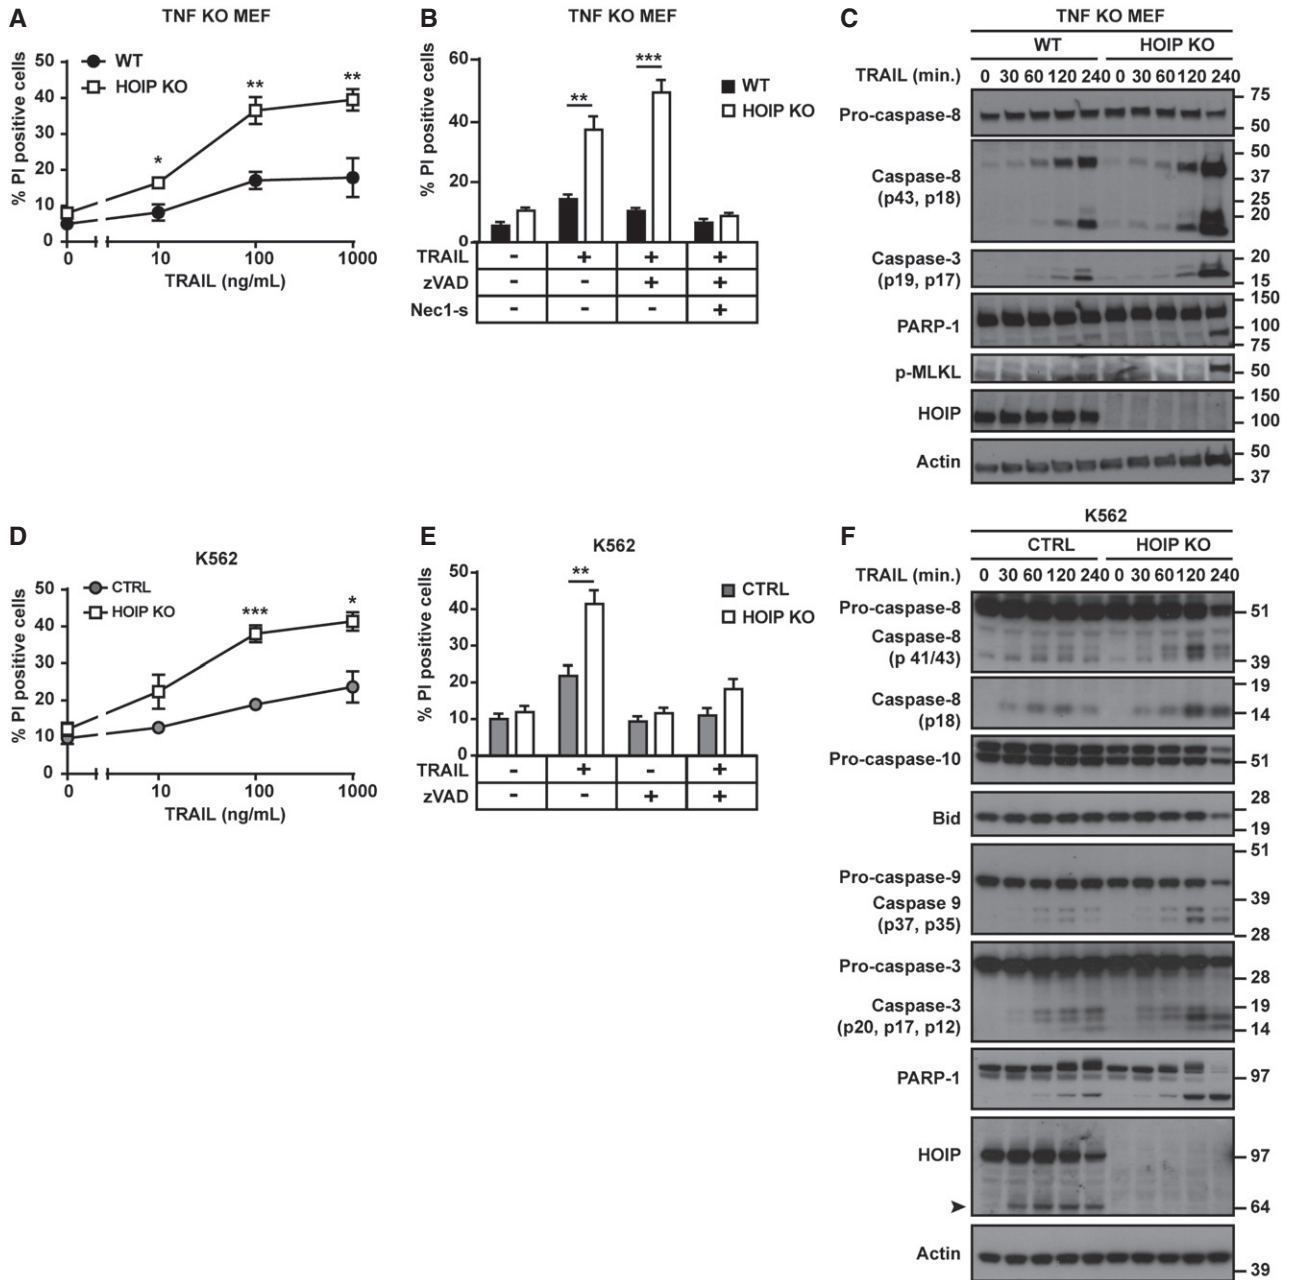 A
TNF KO MEF
WT
HOIP KO
% PI positive cells
50
40
30
20
10
0
*
**
**
0 10 100 1000
TRAIL (ng/mL)
B
TNF KO MEF
% PI positive cells
60
40
20
0
**
***
WT
HOIP KO
TRAIL - + + +
zVAD - - + +
Nec1-s - - - +
C
TNF KO MEF
WT HOIP KO
TRAIL (min.) 0 30 60 120 240 0 30 60 120 240
Pro-caspase-8
75
50
Caspase-8
(p43, p18)
50
37
25
20
Caspase-3
(p19, p17)
20
15
PARP-1
150
100
75
p-MLKL
50
HOIP
150
100
Actin
50
37
D
K562
CTRL
HOIP KO
% PI positive cells
50
40
30
20
10
0
***
*
0 10 100 1000
TRAIL (ng/mL)
E
K562
% PI positive cells
50
40
30
20
10
0
**
CTRL
HOIP KO
TRAIL - + - +
zVAD - - + +
F
K562
CTRL HOIP KO
TRAIL (min.) 0 30 60 120 240 0 30 60 120 240
Pro-caspase-8
51
Caspase-8
(p 41/43)
39
Caspase-8
(p18)
19
14
Pro-caspase-10
51
Bid
28
19
Pro-caspase-9
51
Caspase 9
(p37, p35)
39
28
Pro-caspase-3
28
Caspase-3
(p20, p17, p12)
19
14
PARP-1
97
HOIP
97
64
Actin
39